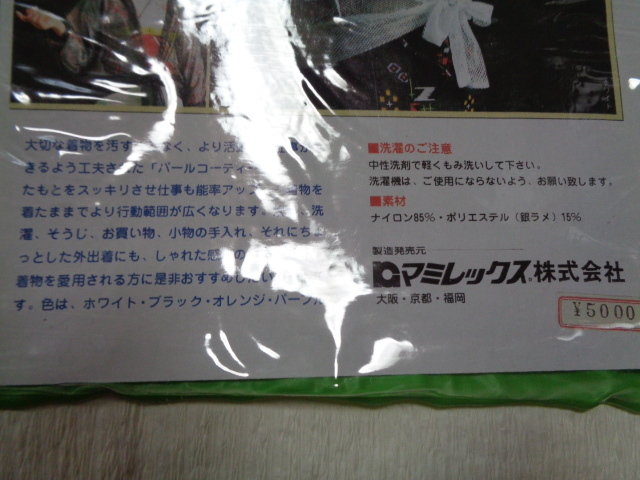 大切な着物を汚す なく、より活
きるよう工夫された「パールコーティ
たもとをスッキリさせ仕事も能率アッ 物を
着たままでより行動範囲が広くなります。 洗
濯、そうじ、お買い物、小物の手入れ、それにち
っとした外出着にも、しゃれた感 の
着物を愛用される方に是非おすすめしたい
す。色は、ホワイト・ブラック・オレンジ・パープル
■洗濯のご注意
中性洗剤で軽くもみ洗いして下さい。
洗濯機は、ご使用にならないよう、お願い致します。
■素材
ナイロン85%・ポリエステル（銀ラメ）15%
製造発売元
マミレックス株式会社
大阪・京都・福岡
¥5000